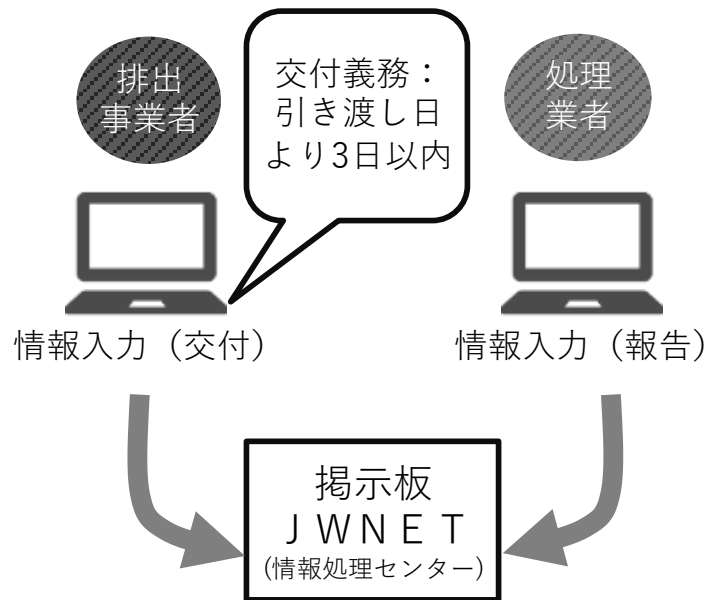 排出
事業者
交付義務：
引き渡し日
より3日以内
処理
業者
情報入力（交付）
情報入力（報告）
掲示板
ＪＷＮＥＴ
(情報処理センター)